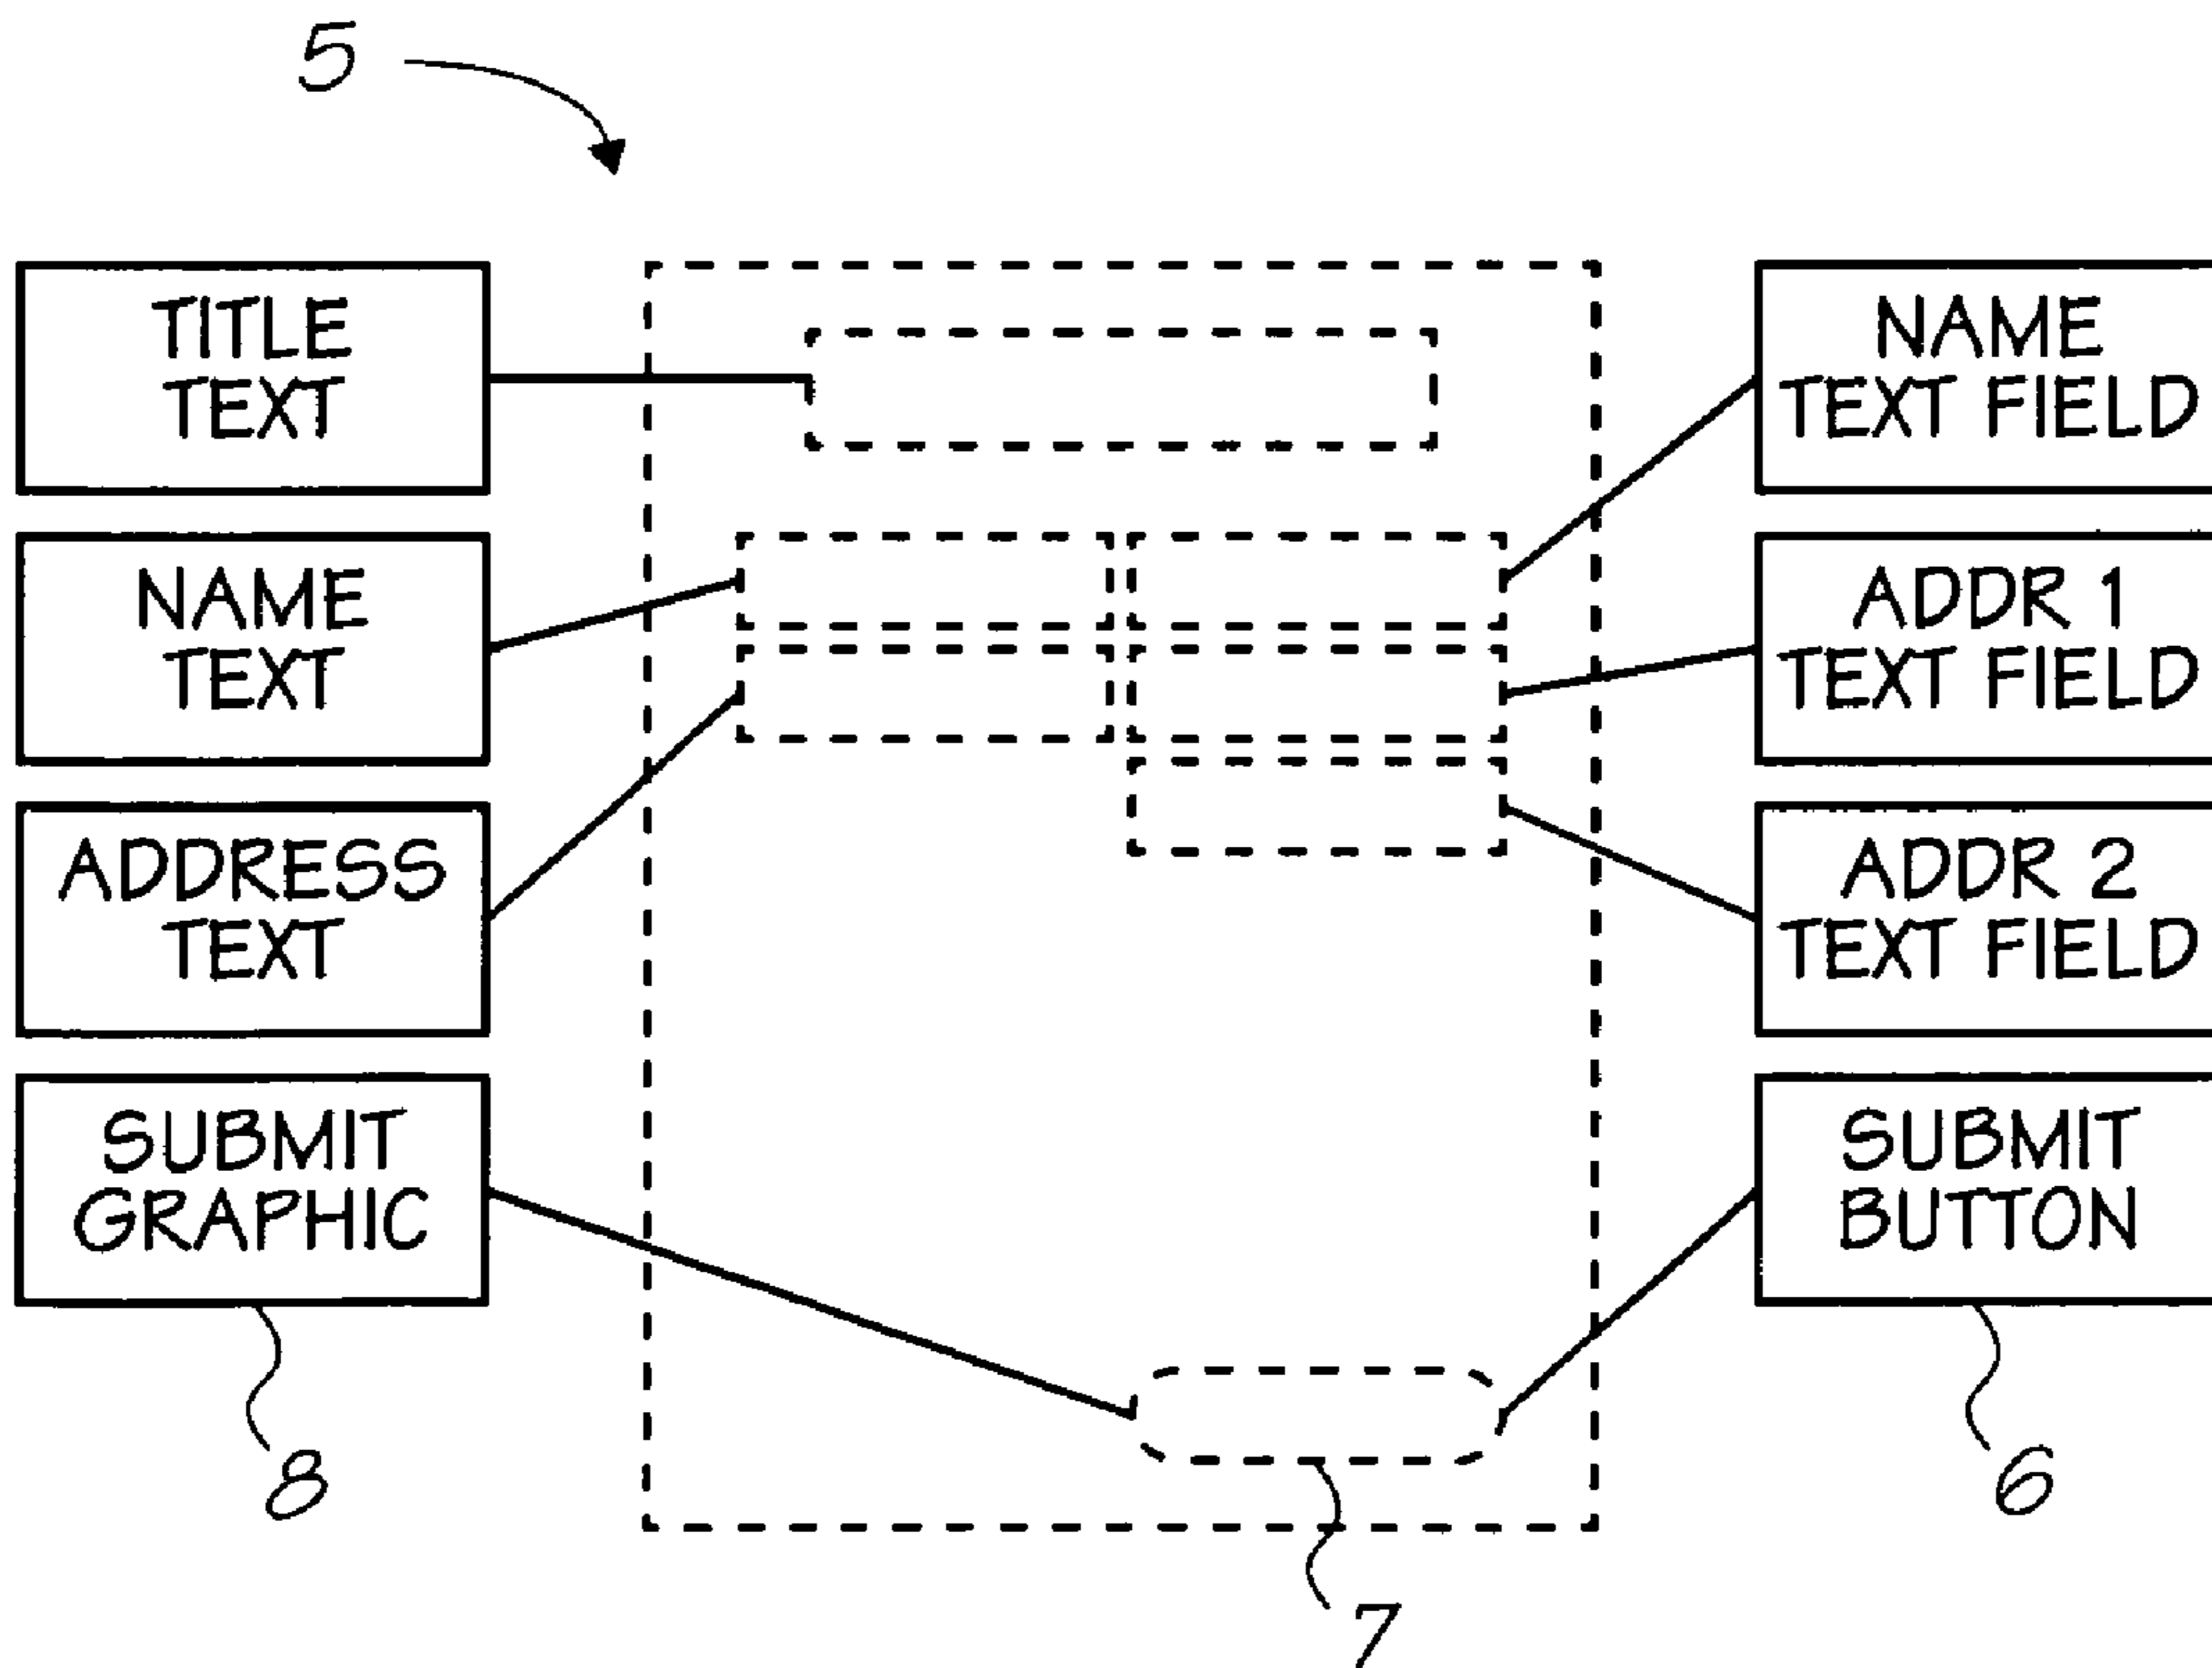 5
TITLE
TEXT
NAME
TEXT
ADDRESS
TEXT
SUBMIT
GRAPHIC
8
NAME
TEXT FIELD
ADDR 1
TEXT FIELD
ADDR 2
TEXT FIELD
SUBMIT
BUTTON
6
7